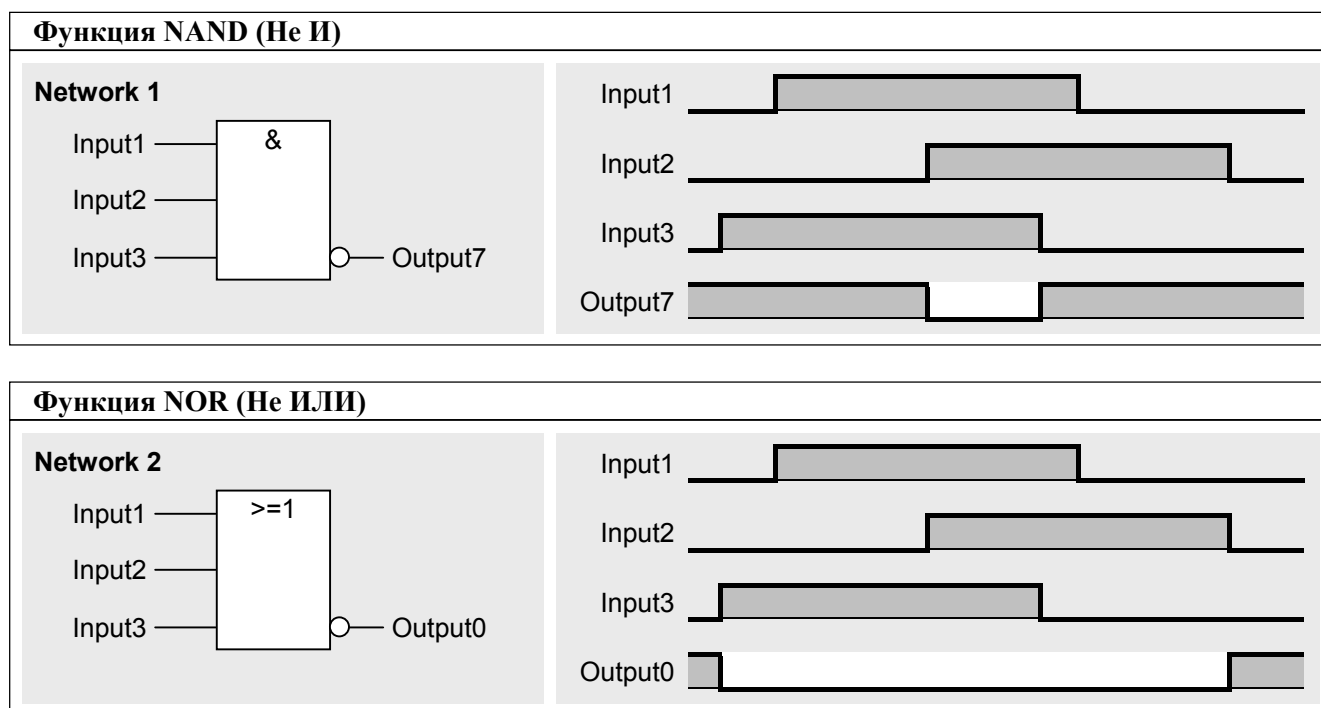 Функция NAND (Не И)
Network 1
&
Input1
Input2
Input3
Output7
Input1
Input2
Input3
Output7
Функция NOR (Не ИЛИ)
Network 2
>=1
Input1
Input2
Input3
Output0
Input1
Input2
Input3
Output0